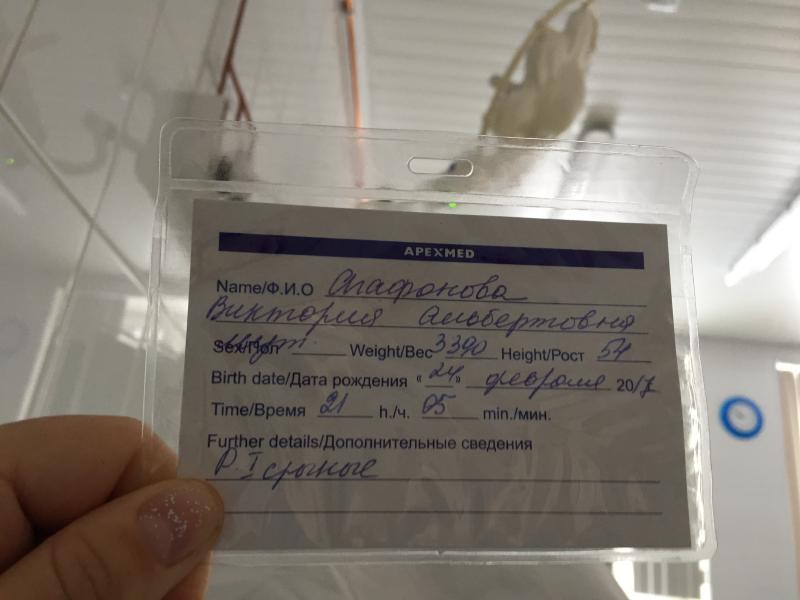 APEXMED
Name/Ф.И.О Агафонова
Виктория Альбертовна
Sex/Пол муж. Weight/Вес 3390 Height/Рост 54
Birth date/Дата рождения «24» февраля 2017
Time/Время 21 h./ч. 05 min./мин.
Further details/Дополнительные сведения
Р I срочные